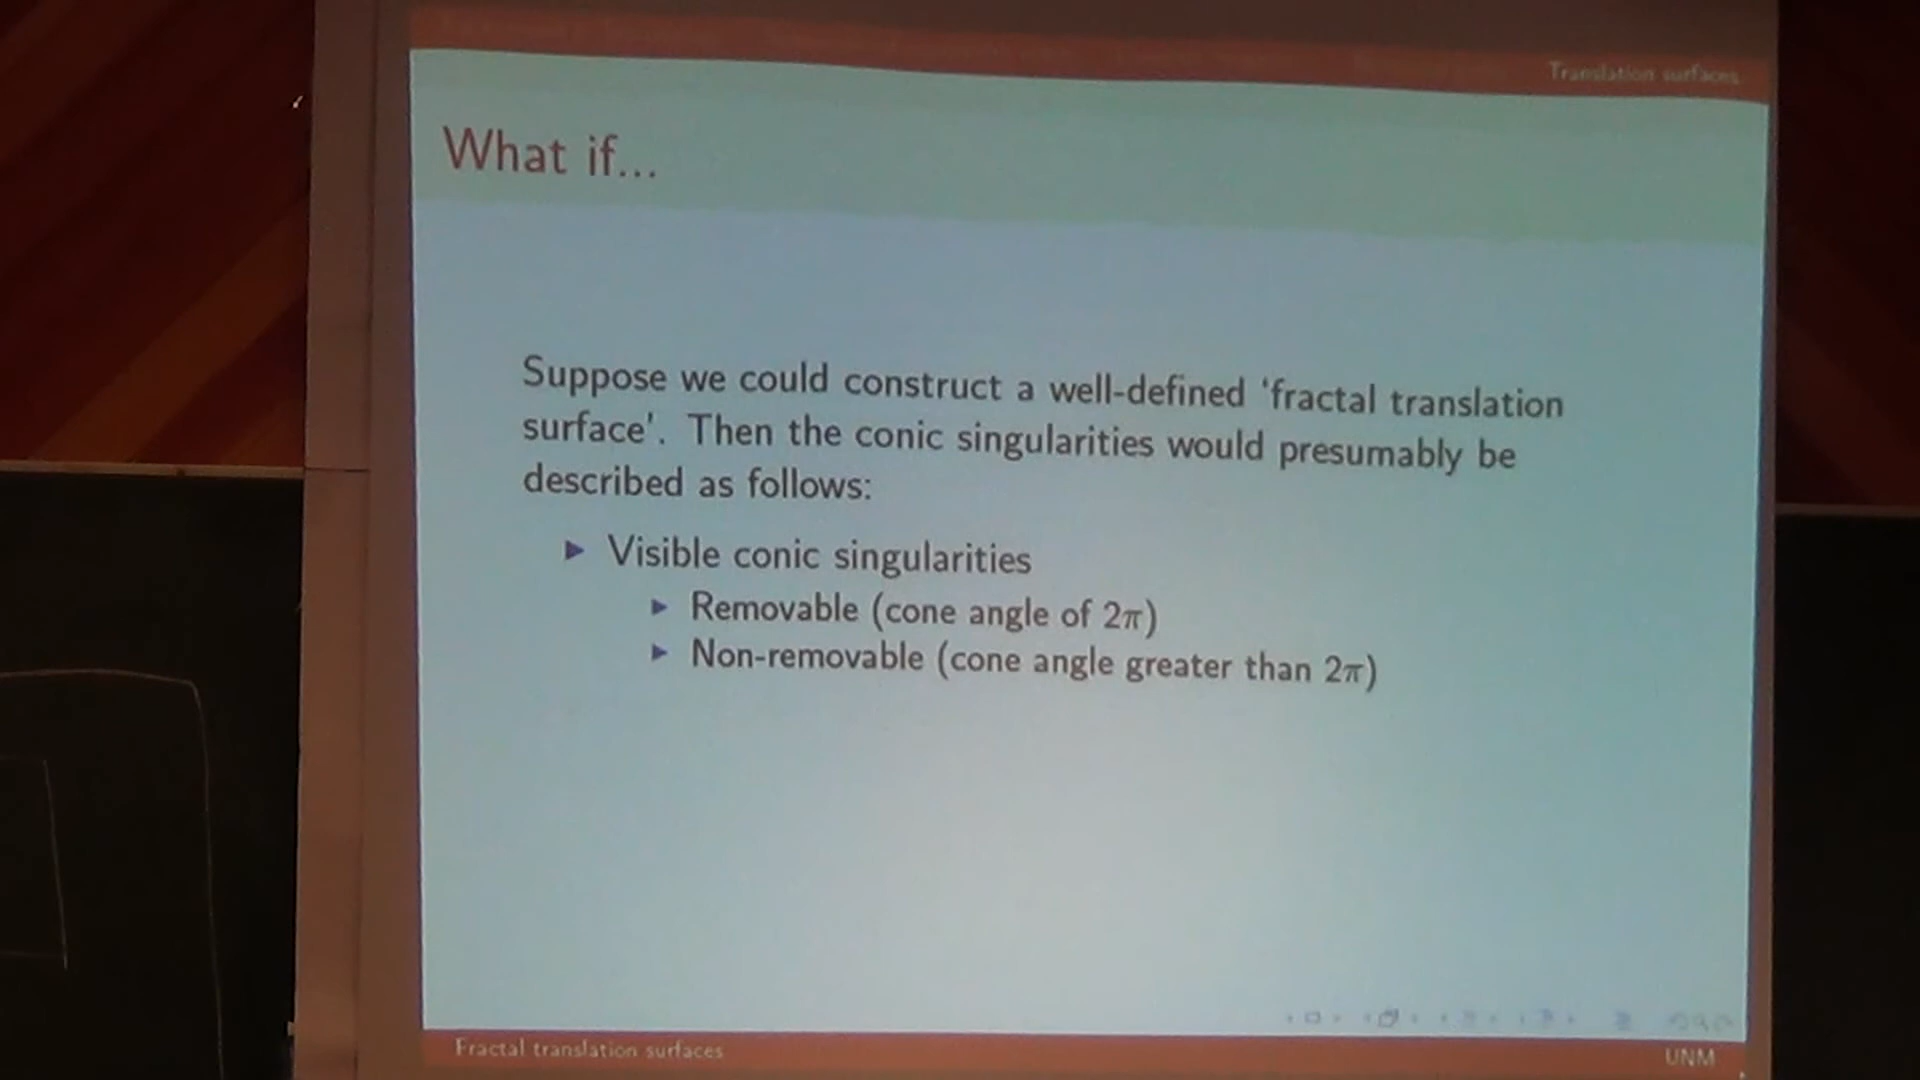 Translation surfaces
What if...
Suppose we could construct a well-defined ‘fractal translation
surface’. Then the conic singularities would presumably be
described as follows:
▶ Visible conic singularities
▶ Removable (cone angle of 2π)
▶ Non-removable (cone angle greater than 2π)
Fractal translation surfaces
UNM